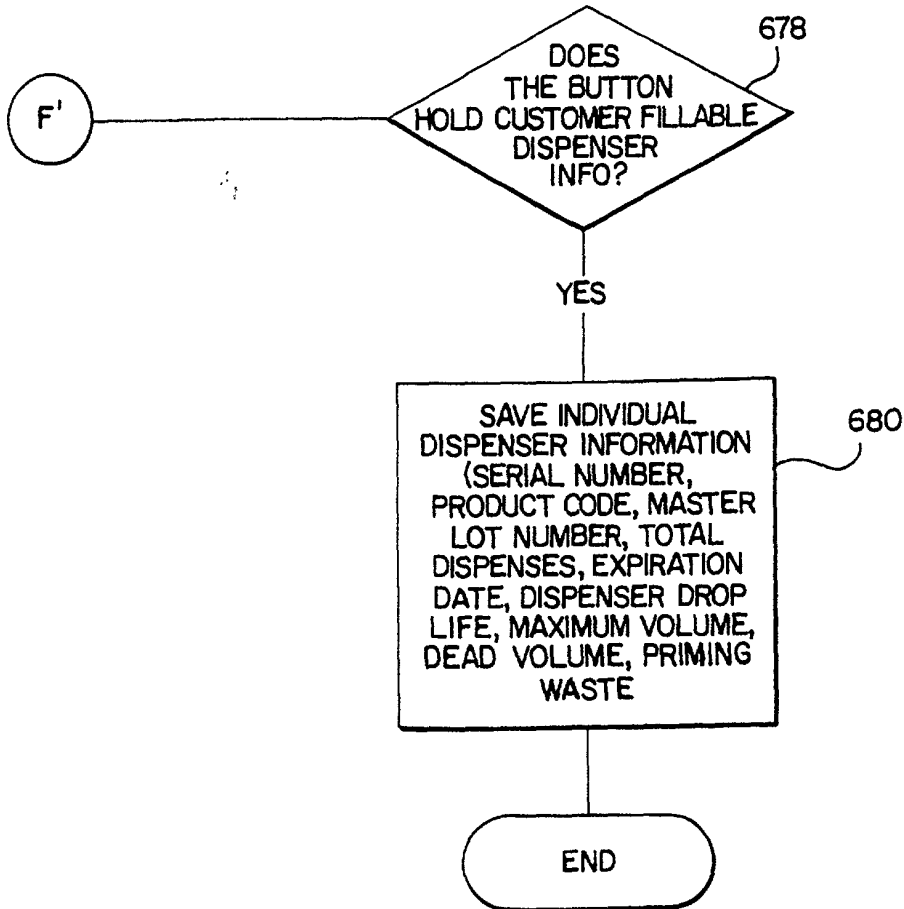 678
F'
DOES
THE BUTTON
HOLD CUSTOMER FILLABLE
DISPENSER
INFO?
YES
680
SAVE INDIVIDUAL
DISPENSER INFORMATION
(SERIAL NUMBER,
PRODUCT CODE, MASTER
LOT NUMBER, TOTAL
DISPENSES, EXPIRATION
DATE, DISPENSER DROP
LIFE, MAXIMUM VOLUME,
DEAD VOLUME, PRIMING
WASTE
END